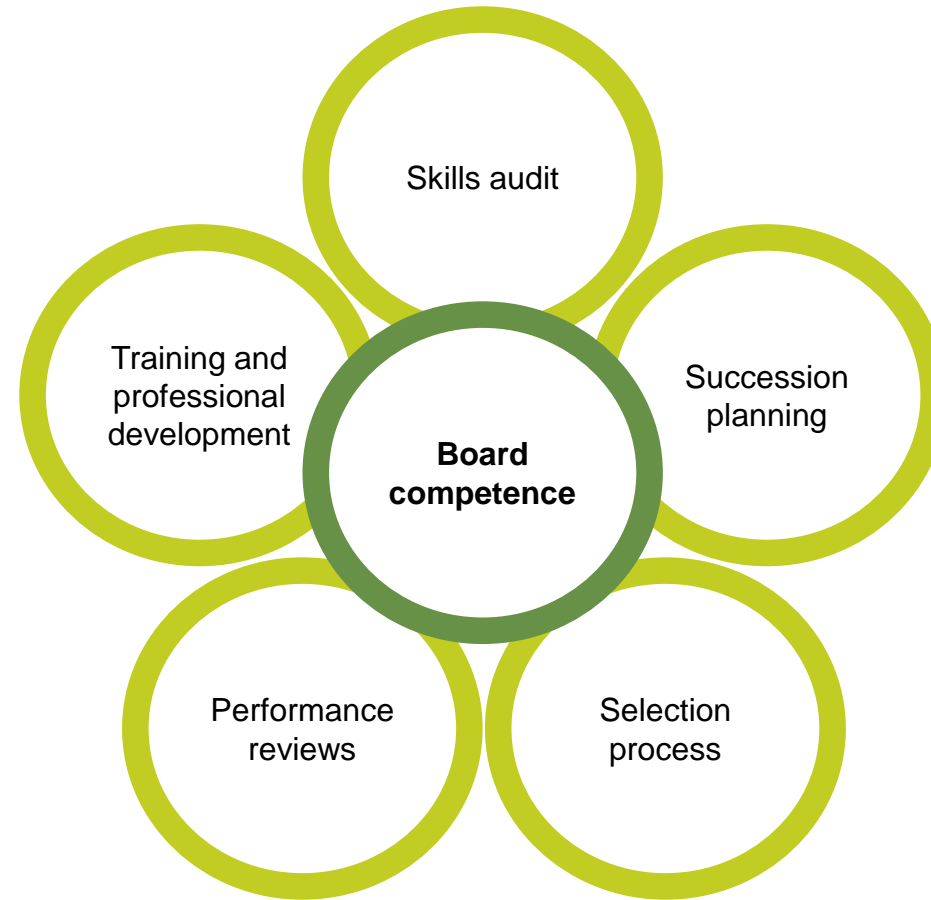 Skills audit
Succession
planning
Selection
process
Performance
reviews
Training and
professional
development
Board
competence